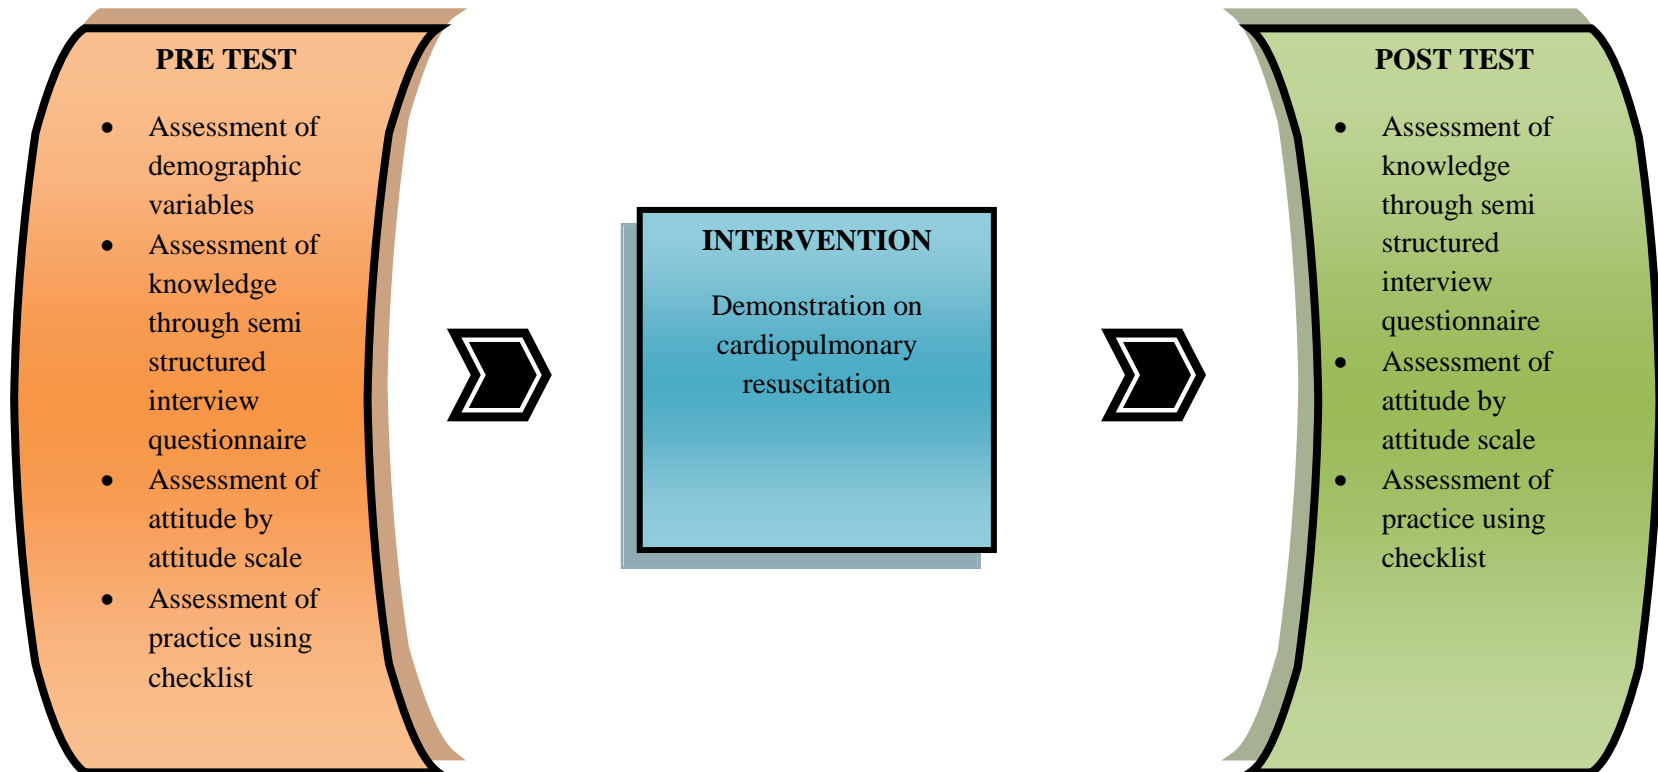 PRE TEST
• Assessment of
demographic
variables
• Assessment of
knowledge
through semi
structured
interview
questionnaire
• Assessment of
attitude by
attitude scale
• Assessment of
practice using
checklist
INTERVENTION
Demonstration on
cardiopulmonary
resuscitation
POST TEST
• Assessment of
knowledge
through semi
structured
interview
questionnaire
• Assessment of
attitude by
attitude scale
• Assessment of
practice using
checklist